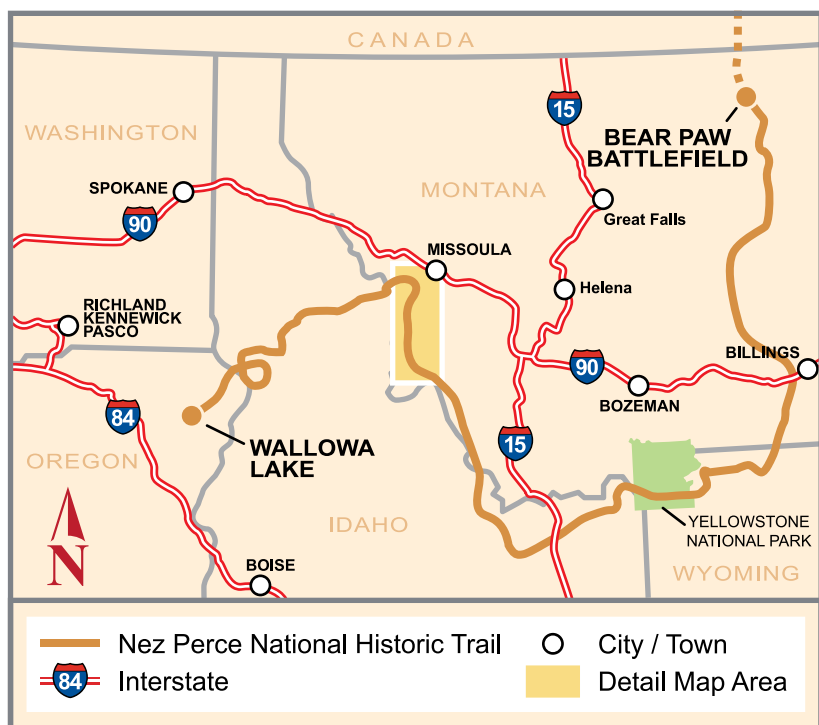 CANADA
WASHINGTON
15
BEAR PAW
BATTLEFIELD
SPOKANE
MONTANA
90
Great Falls
MISSOULA
Helena
RICHLAND
KENNEWICK
PASCO
BILLINGS
90
BOZEMAN
84
WALLOWA
LAKE
15
OREGON
IDAHO
YELLOWSTONE
NATIONAL PARK
N
BOISE
WYOMING
Nez Perce National Historic Trail
City / Town
84
Interstate
Detail Map Area